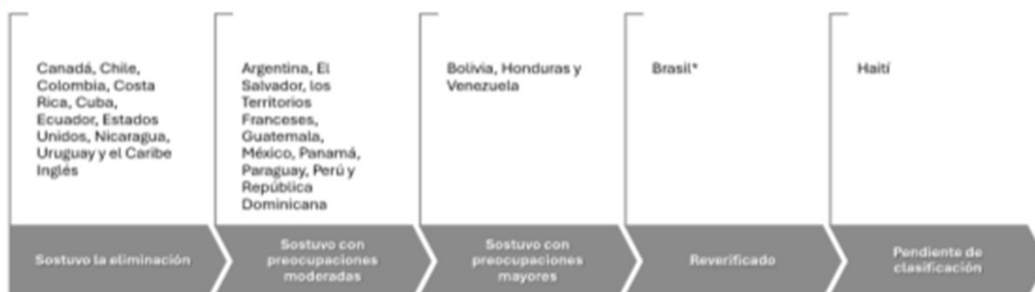 Canadá, Chile,
Colombia, Costa
Rica, Cuba,
Ecuador, Estados
Unidos, Nicaragua,
Uruguay y el Caribe
Inglés
Sostuvo la eliminación
Argentina, El
Salvador, los
Territorios
Franceses,
Guatemala,
México, Panamá,
Paraguay, Perú y
República
Dominicana
Sostuvo con
preocupaciones
moderadas
Bolivia, Honduras y
Venezuela
Sostuvo con
preocupaciones
mayores
Brasil*
Reverificado
Haití
Pendiente de
clasificación